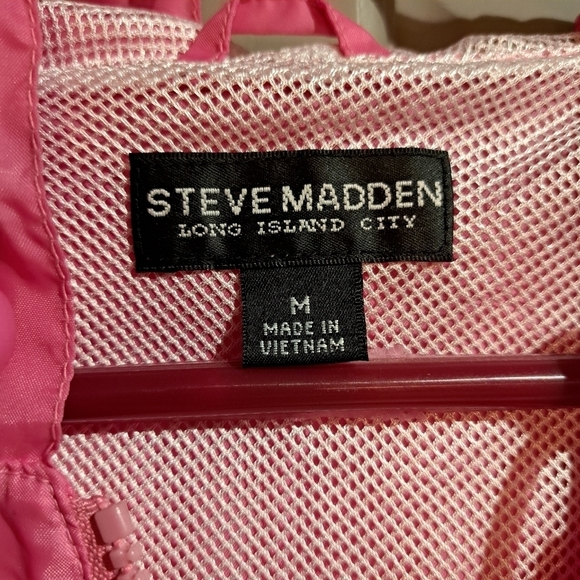 STEVE MADDEN
LONG ISLAND CITY
M
MADE IN
VIETNAM